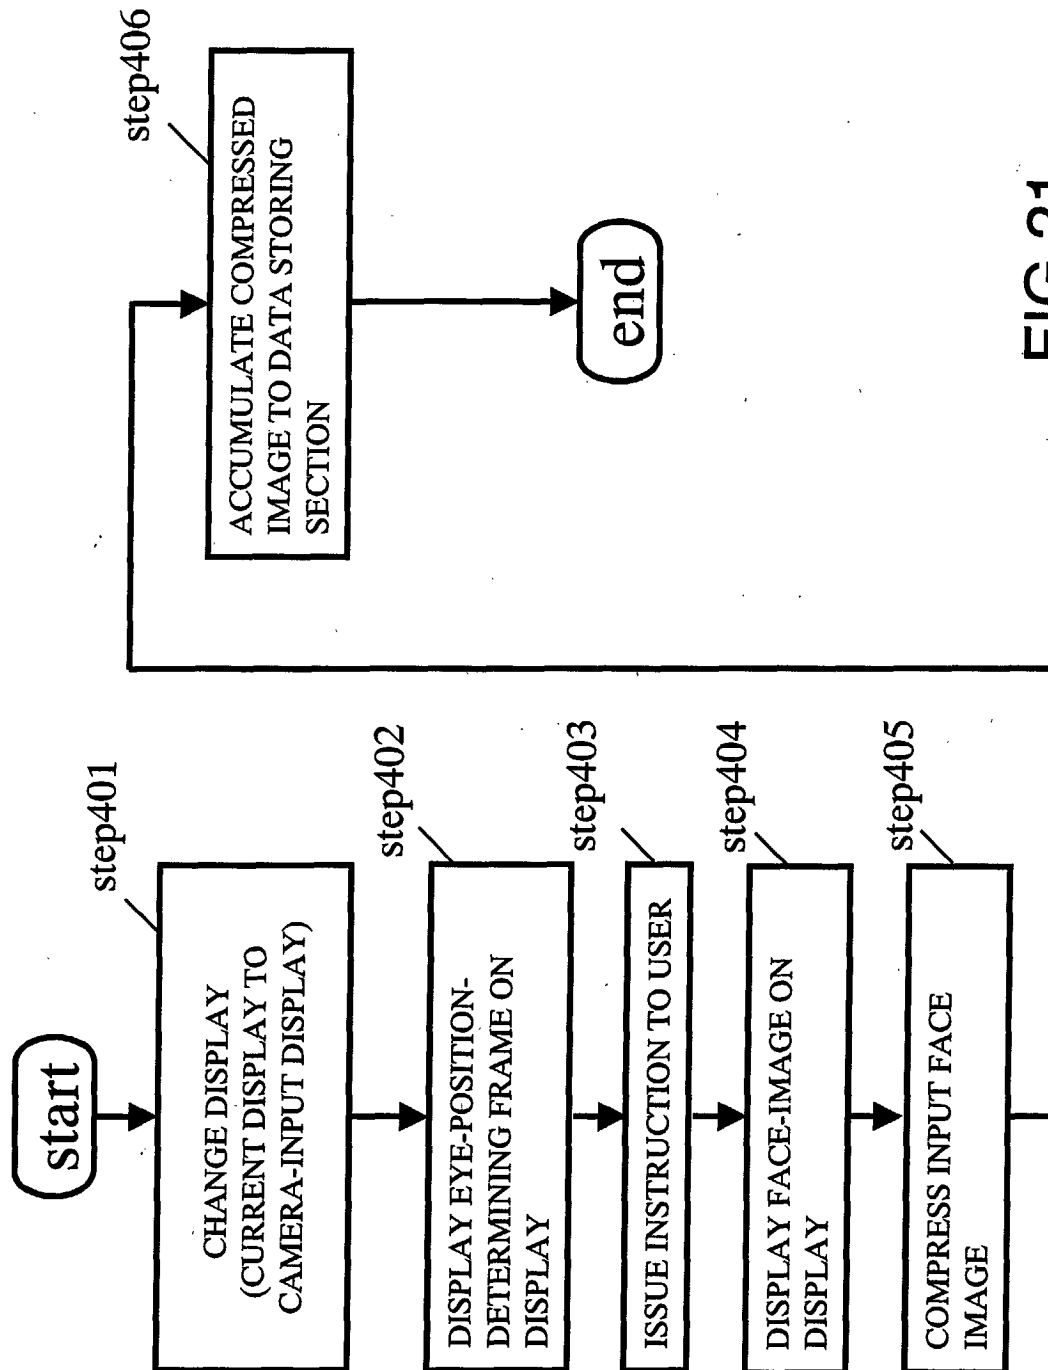 start
step401
CHANGE DISPLAY
(CURRENT DISPLAY TO
CAMERA-INPUT DISPLAY)
step402
DISPLAY EYE-POSITION-
DETERMINING FRAME ON
DISPLAY
step403
ISSUE INSTRUCTION TO USER
step404
DISPLAY FACE-IMAGE ON
DISPLAY
step405
COMPRESS INPUT FACE
IMAGE
step406
ACCUMULATE COMPRESSED
IMAGE TO DATA STORING
SECTION
end
FIG.21